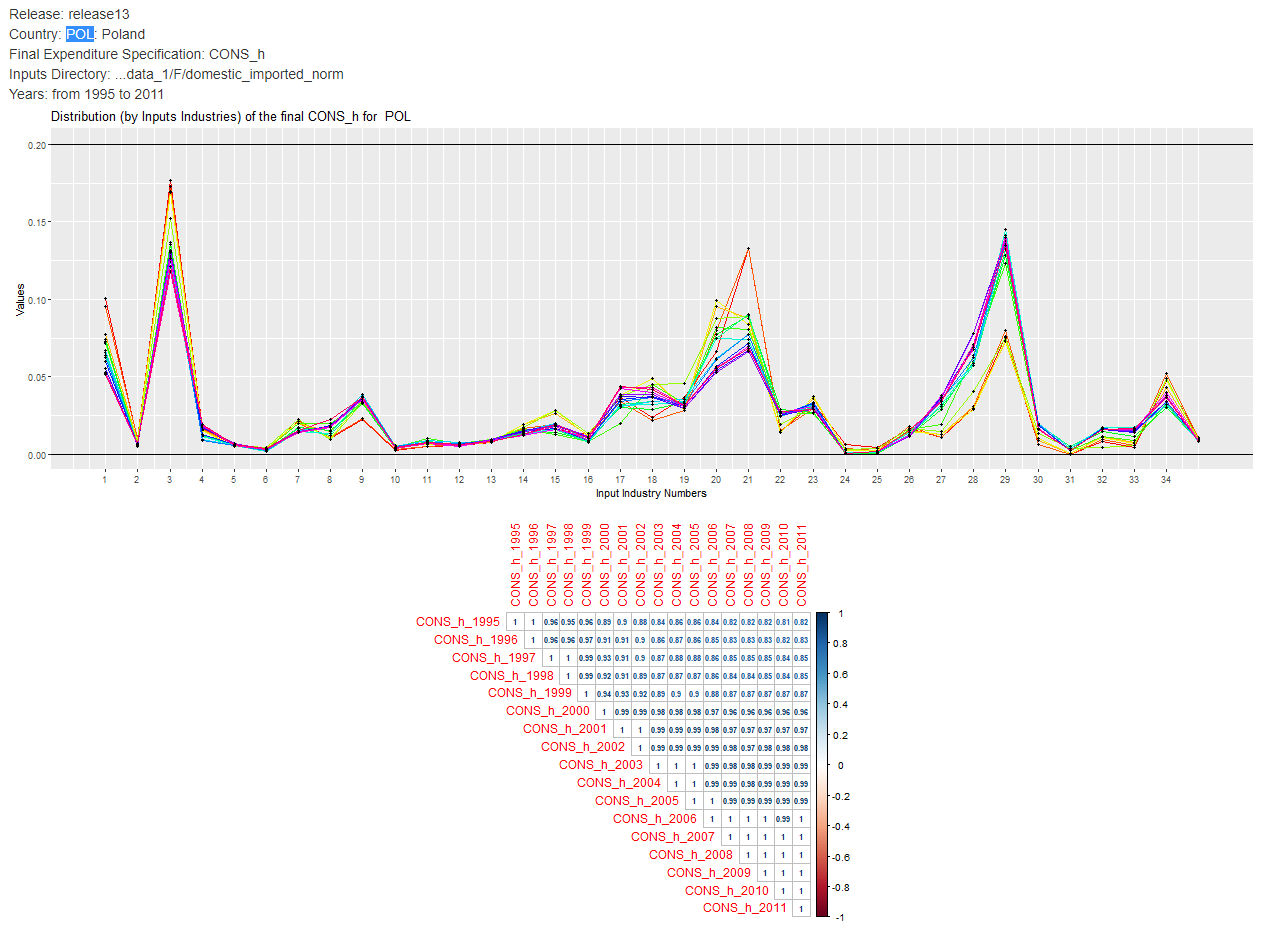 Release: release13
Country: POL: Poland
Final Expenditure Specification: CONS_h
Inputs Directory: ...data_1/F/domestic_imported_norm
Years: from 1995 to 2011
Distribution (by Inputs Industries) of the final CONS_h for POL
0.20
0.15
0.10
0.05
0.00
Values
1 2 3 4 5 6 7 8 9 10 11 12 13 14 15 16 17 18 19 20 21 22 23 24 25 26 27 28 29 30 31 32 33 34
Input Industry Numbers
CONS_h_1995 CONS_h_1996 CONS_h_1997 CONS_h_1998 CONS_h_1999 CONS_h_2000 CONS_h_2001 CONS_h_2002 CONS_h_2003 CONS_h_2004 CONS_h_2005 CONS_h_2006 CONS_h_2007 CONS_h_2008 CONS_h_2009 CONS_h_2010 CONS_h_2011
CONS_h_1995 1 1 0.96 0.95 0.96 0.89 0.9 0.88 0.84 0.86 0.86 0.84 0.82 0.82 0.82 0.81 0.82
CONS_h_1996 1 0.96 0.96 0.97 0.91 0.91 0.9 0.86 0.87 0.86 0.85 0.83 0.83 0.83 0.82 0.83
CONS_h_1997 1 1 0.99 0.93 0.91 0.9 0.87 0.88 0.88 0.86 0.85 0.85 0.85 0.84 0.85
CONS_h_1998 1 0.99 0.92 0.91 0.89 0.87 0.87 0.87 0.86 0.84 0.84 0.85 0.84 0.85
CONS_h_1999 1 0.94 0.93 0.92 0.89 0.9 0.9 0.88 0.87 0.87 0.87 0.87 0.87
CONS_h_2000 1 0.99 0.99 0.98 0.98 0.98 0.97 0.96 0.96 0.96 0.96 0.96
CONS_h_2001 1 1 0.99 0.99 0.99 0.98 0.97 0.97 0.97 0.97 0.97
CONS_h_2002 1 0.99 0.99 0.99 0.99 0.98 0.97 0.98 0.98 0.98
CONS_h_2003 1 1 1 0.99 0.98 0.98 0.99 0.99 0.99
CONS_h_2004 1 1 0.99 0.99 0.98 0.99 0.99 0.99
CONS_h_2005 1 1 0.99 0.99 0.99 0.99 0.99
CONS_h_2006 1 1 1 1 0.99 1
CONS_h_2007 1 1 1 1 1
CONS_h_2008 1 1 1 1
CONS_h_2009 1 1 1
CONS_h_2010 1 1
CONS_h_2011 1
1
0.8
0.6
0.4
0.2
0
-0.2
-0.4
-0.6
-0.8
-1